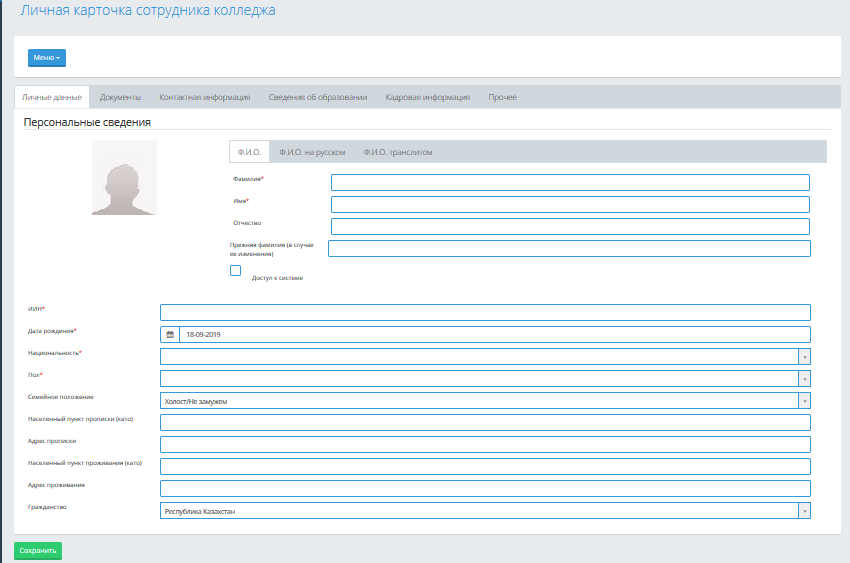 Личная карточка сотрудника колледжа
Меню
Личные данные Документы Контактная информация Сведения об образовании Кадровая информация Прочее
Персональные сведения
Ф.И.О. Ф.И.О. на русском Ф.И.О. транслитом
Фамилия*
Имя*
Отчество
Прежняя фамилия (в случае
ее изменения)
Доступ к системе
ИИН*
Дата рождения* 18-09-2019
Национальность*
Пол*
Семейное положение Холост/Не замужем
Населенный пункт прописки (като)
Адрес прописки
Населенный пункт проживания (като)
Адрес проживания
Гражданство Республика Казахстан
Сохранить